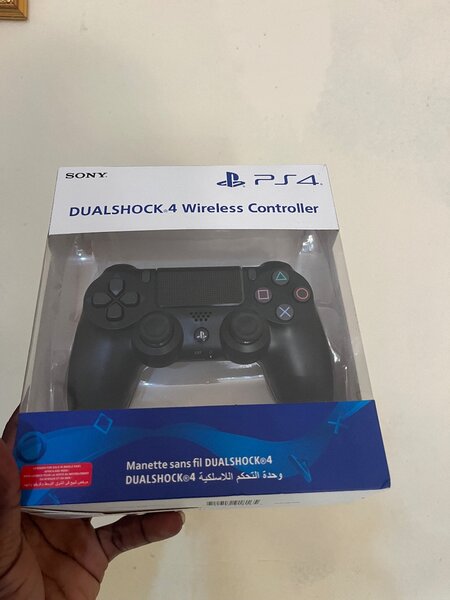 SONY
PS4
DUALSHOCK®4 Wireless Controller
Manette sans fil DUALSHOCK®4
وحدة التحكم اللاسلكية DUALSHOCK®4